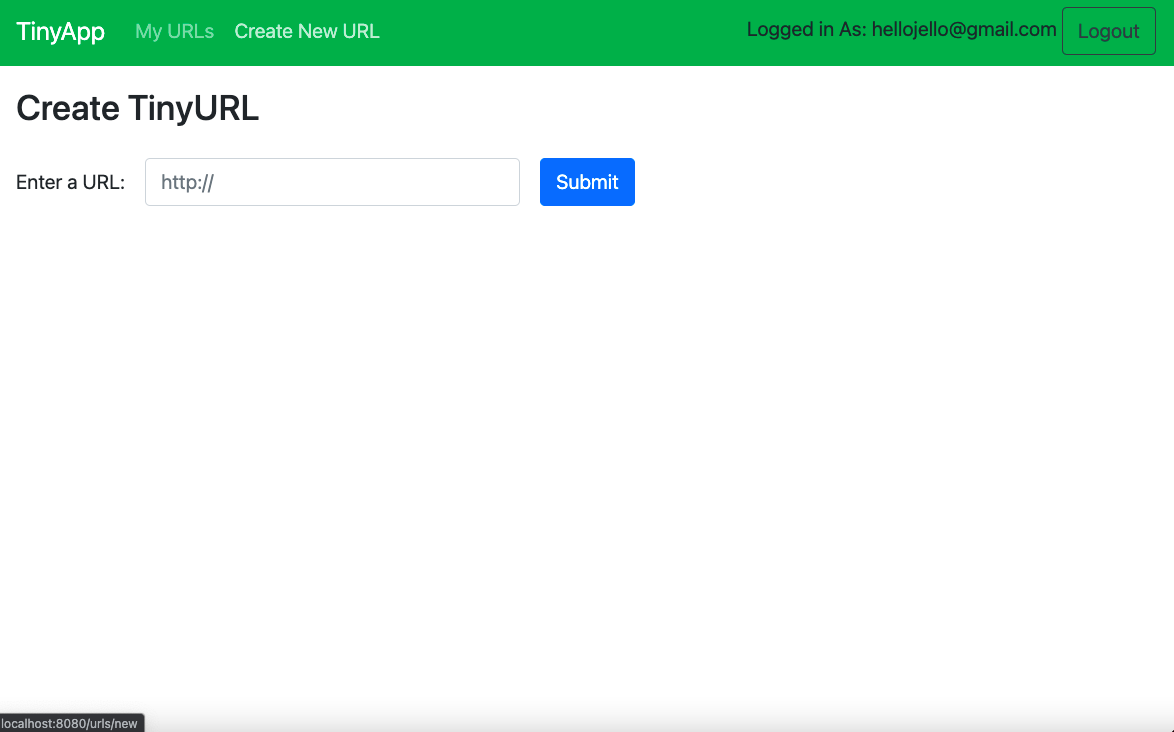 TinyApp My URLs Create New URL Logged in As: hellojello@gmail.com Logout
Create TinyURL
Enter a URL: http:// Submit
localhost:8080/urls/new